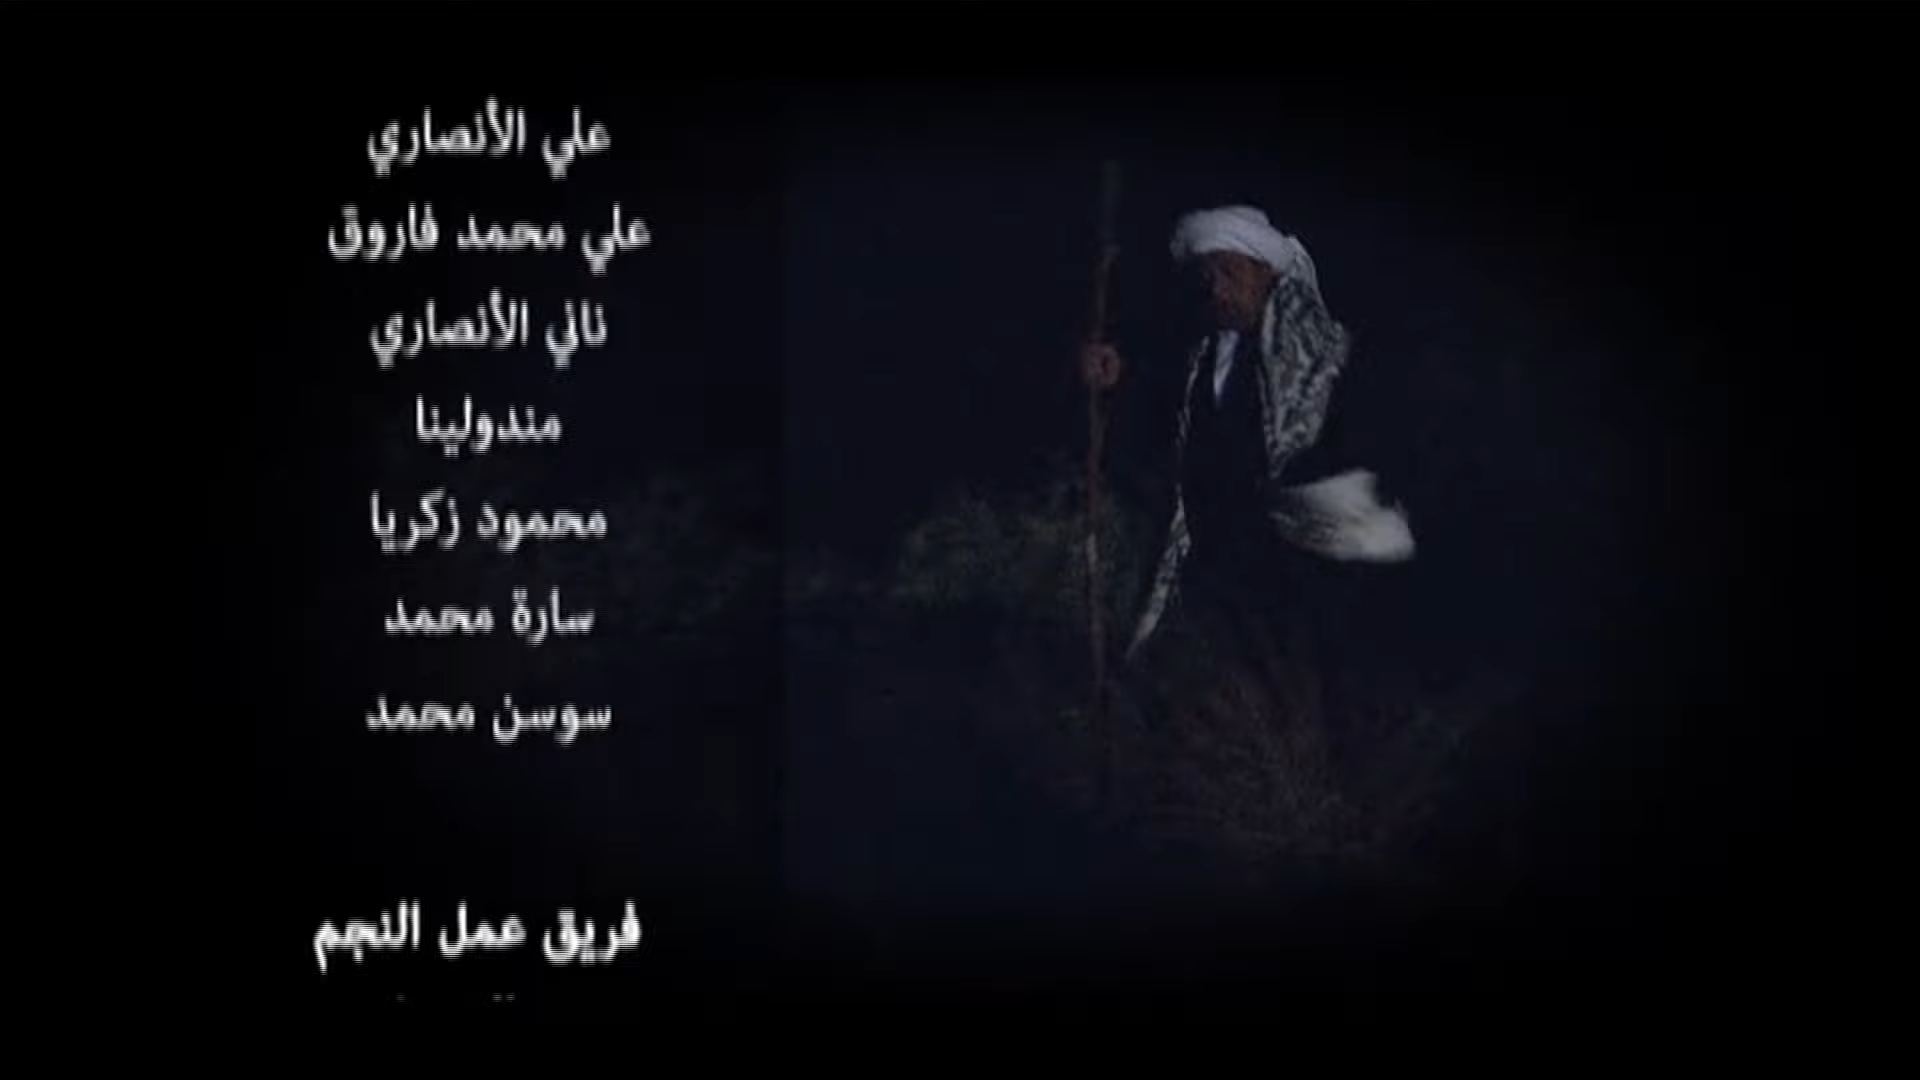 علي الأنصاري
علي محمد فاروق
ناني الأنصاري
مندولينا
محمود زكريا
سارة محمد
سوسن محمد
فريق عمل النجم